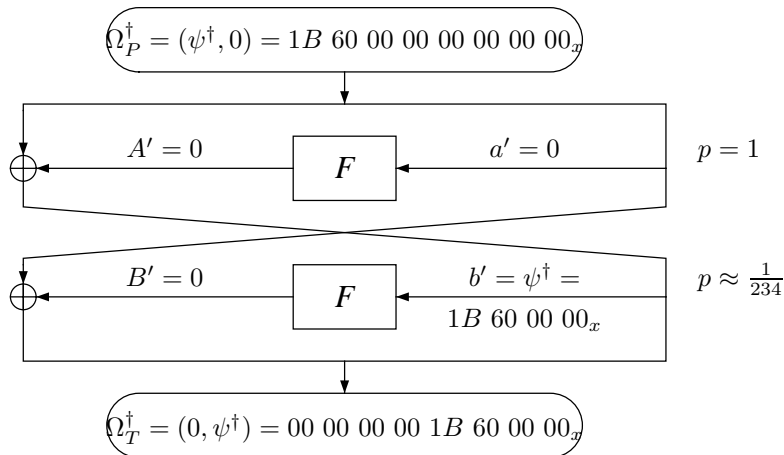 Ω†P = (ψ†, 0) = 1B 60 00 00 00 00 00 00x
A′ = 0
F
a′ = 0
p = 1
B′ = 0
F
b′ = ψ† =
1B 60 00 00x
p ≈ 1/234
Ω†T = (0, ψ†) = 00 00 00 00 1B 60 00 00x